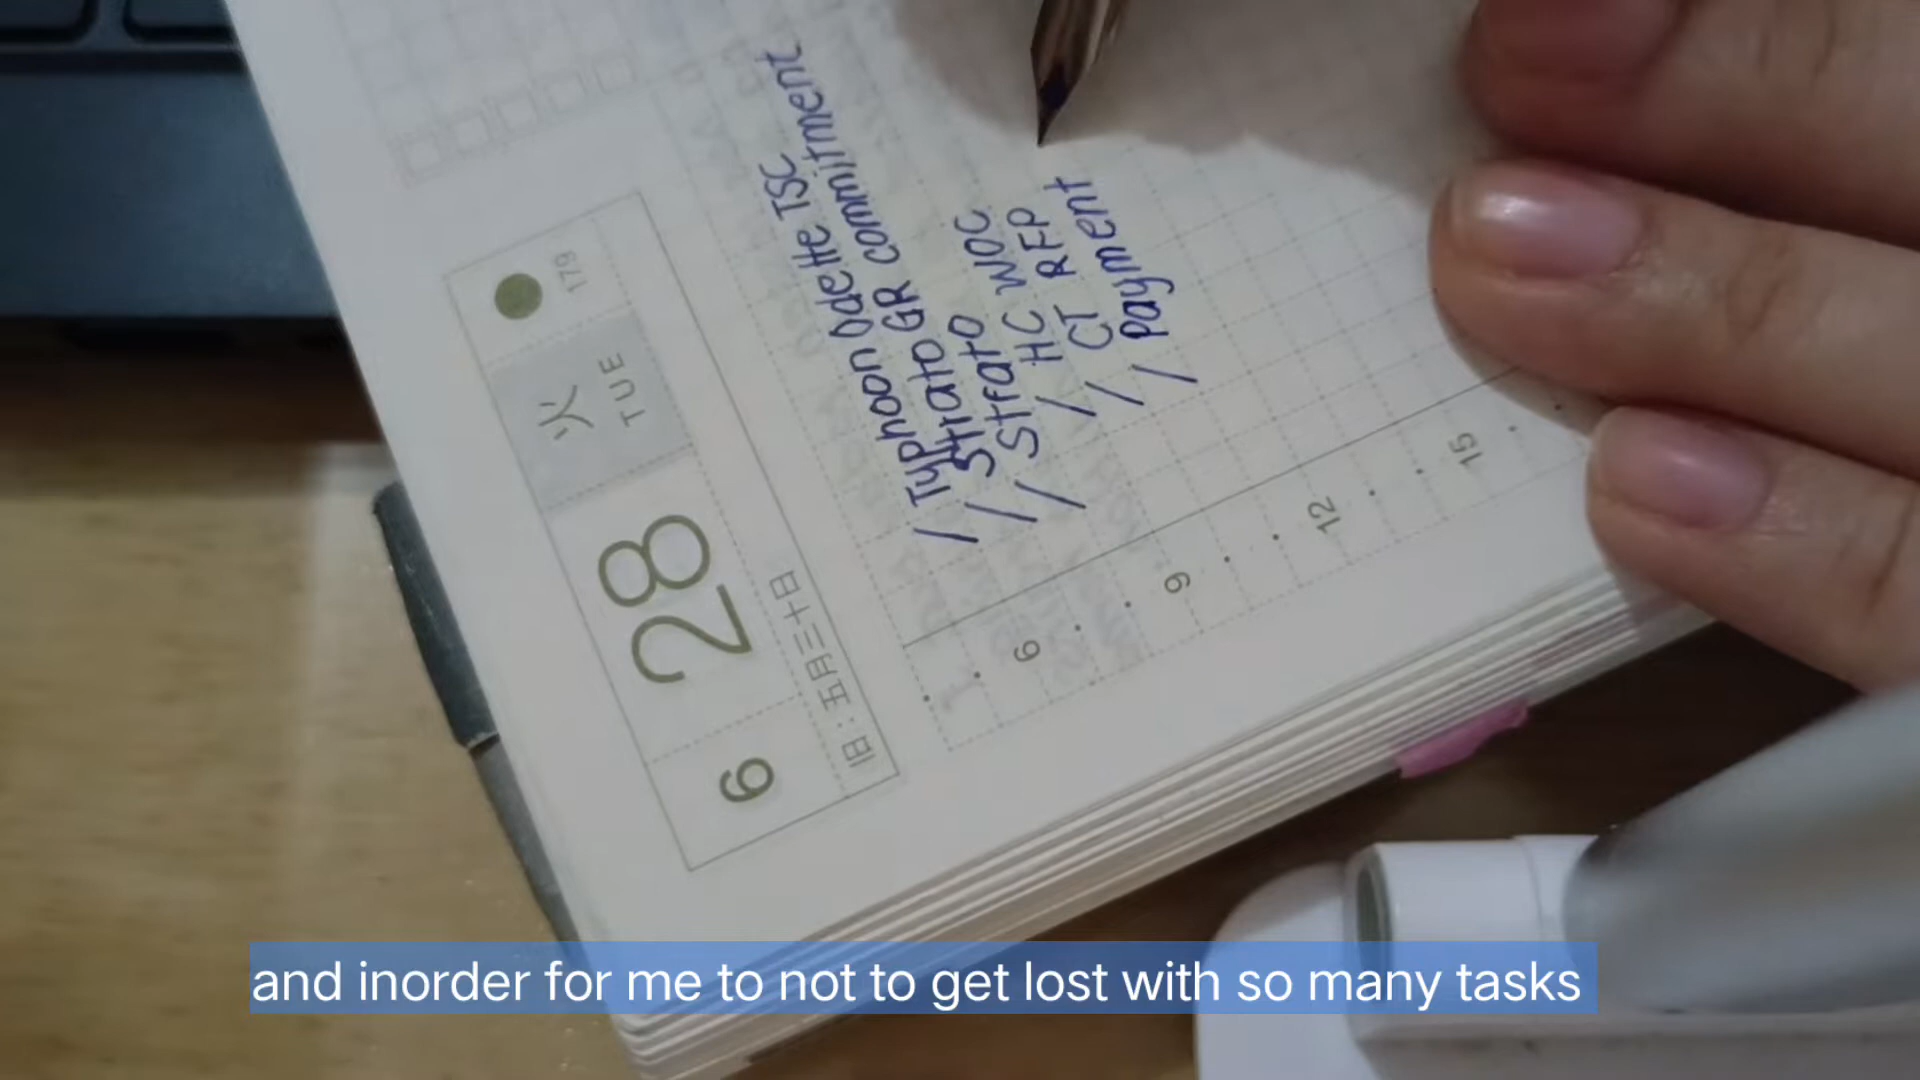 6 28 火 TUE 179
旧:五月三十日
/ Typhoon Odette TSC
/ Strato GR commitment
/ Strato
/ HC WOC
/ CT RFP
/ Payment
6
9
12
15
and inorder for me to not to get lost with so many tasks